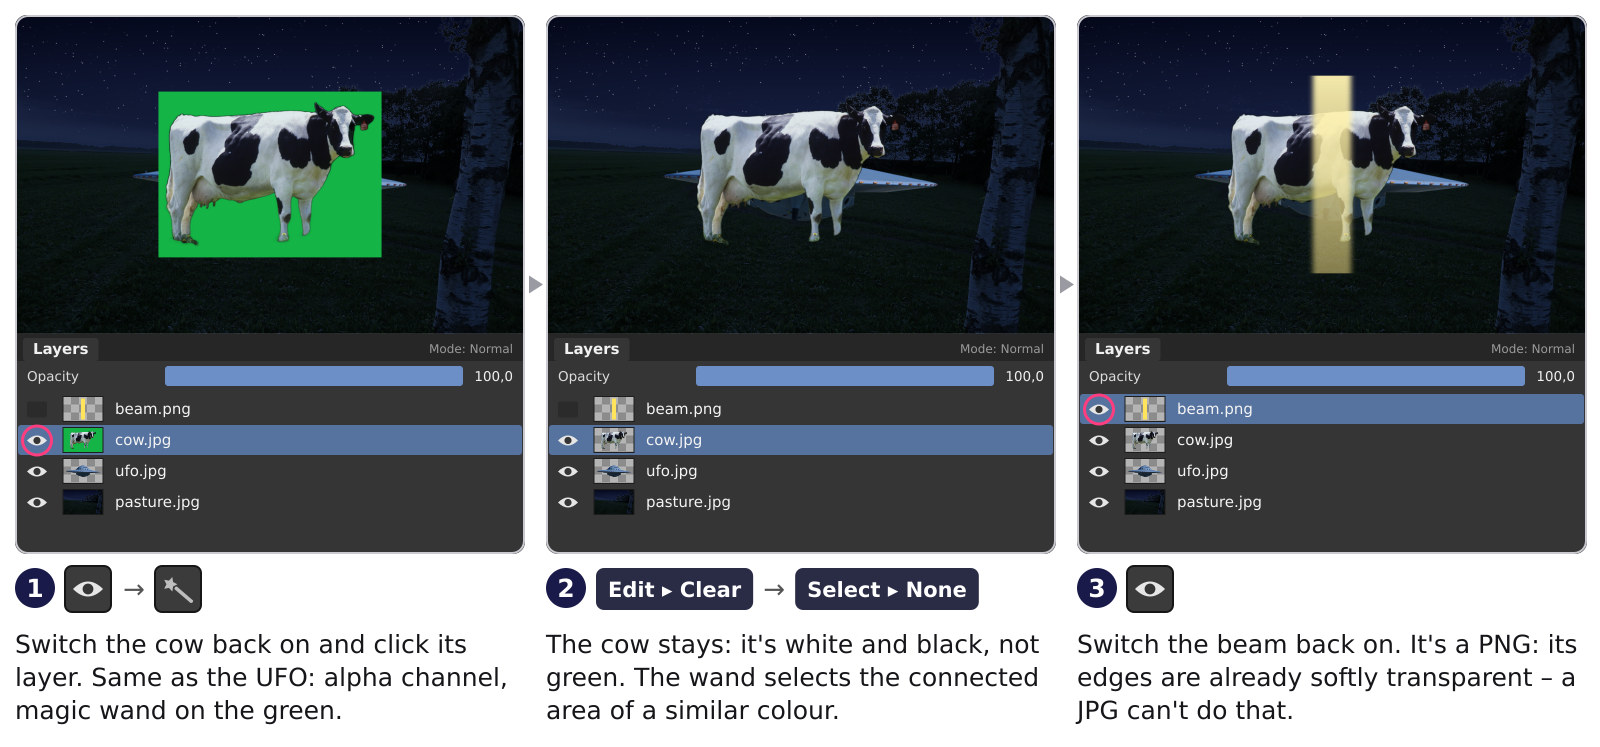 Layers
Mode: Normal
Opacity
100,0
beam.png
cow.jpg
ufo.jpg
pasture.jpg
1 →
Switch the cow back on and click its
layer. Same as the UFO: alpha channel,
magic wand on the green.
Layers
Mode: Normal
Opacity
100,0
beam.png
cow.jpg
ufo.jpg
pasture.jpg
2 Edit ▸ Clear → Select ▸ None
The cow stays: it's white and black, not
green. The wand selects the connected
area of a similar colour.
Layers
Mode: Normal
Opacity
100,0
beam.png
cow.jpg
ufo.jpg
pasture.jpg
3
Switch the beam back on. It's a PNG: its
edges are already softly transparent – a
JPG can't do that.